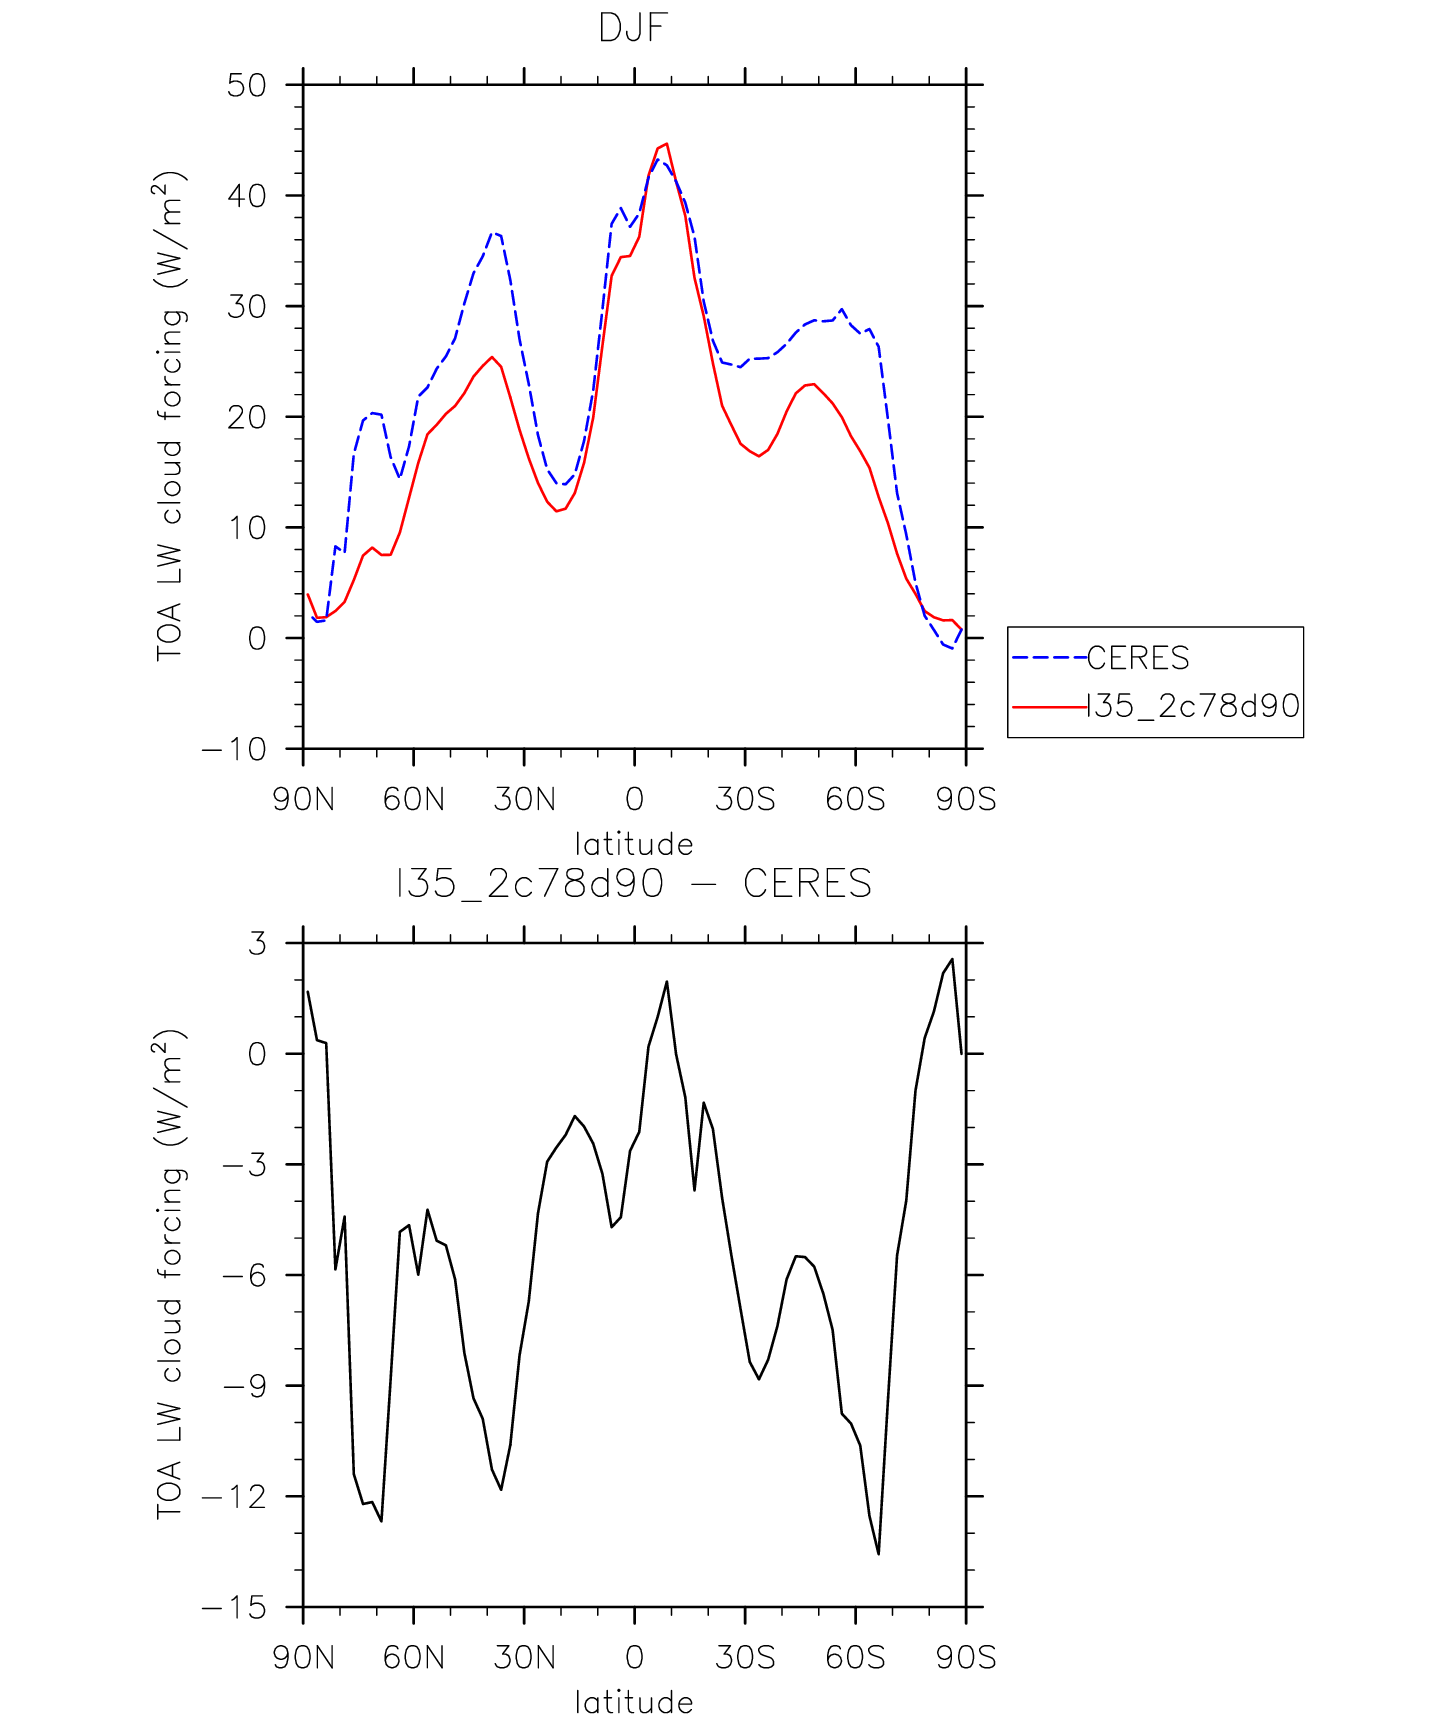 DJF
TOA LW cloud forcing (W/m²)
50
40
30
20
10
0
−10
90N 60N 30N 0 30S 60S 90S
latitude
CERES
I35_2c78d90
I35_2c78d90 − CERES
TOA LW cloud forcing (W/m²)
3
0
−3
−6
−9
−12
−15
90N 60N 30N 0 30S 60S 90S
latitude